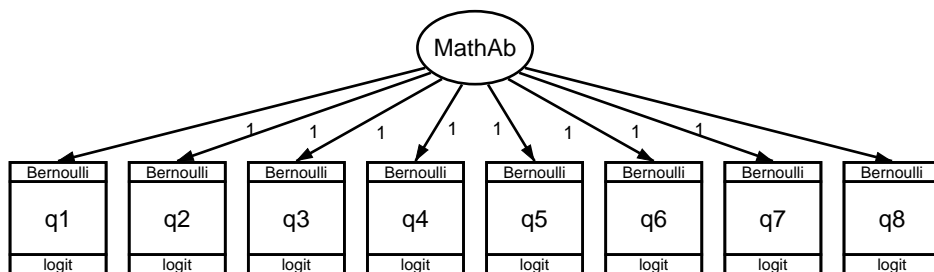 MathAb
1 1 1 1 1 1 1 1
Bernoulli Bernoulli Bernoulli Bernoulli Bernoulli Bernoulli Bernoulli Bernoulli
q1 q2 q3 q4 q5 q6 q7 q8
logit logit logit logit logit logit logit logit